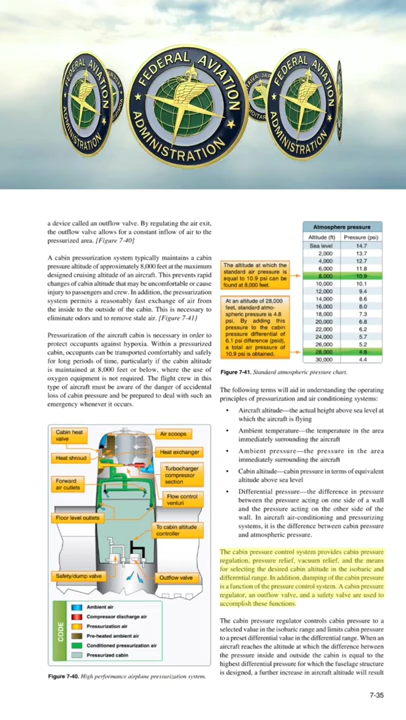 FEDERAL AVIATION
ADMINISTRATION
FEDERAL AVIATION
ADMINISTRATION
FEDERAL AVIATION
ADMINISTRATION
a device called an outflow valve. By regulating the air exit,
the outflow valve allows for a constant inflow of air to the
pressurized area. [Figure 7-40]
A cabin pressurization system typically maintains a cabin
pressure altitude of approximately 8,000 feet at the maximum
designed cruising altitude of an aircraft. This prevents rapid
changes of cabin altitude that may be uncomfortable or cause
injury to passengers and crew. In addition, the pressurization
system permits a reasonably fast exchange of air from
the inside to the outside of the cabin. This is necessary to
eliminate odors and to remove stale air. [Figure 7-41]
Pressurization of the aircraft cabin is necessary in order to
protect occupants against hypoxia. Within a pressurized
cabin, occupants can be transported comfortably and safely
for long periods of time, particularly if the cabin altitude
is maintained at 8,000 feet or below, where the use of
oxygen equipment is not required. The flight crew in this
type of aircraft must be aware of the danger of accidental
loss of cabin pressure and be prepared to deal with such an
emergency whenever it occurs.
Cabin heat
valve
Air scoops
Heat shroud
Heat exchanger
Turbocharger
compressor
section
Forward
air outlets
Flow control
venturi
Floor level outlets
To cabin altitude
controller
Safety/dump valve
Outflow valve
CODE
Ambient air
Compressor discharge air
Pressurization air
Pre-heated ambient air
Conditioned pressurization air
Pressurized cabin
Figure 7-40. High performance airplane pressurization system.
Atmosphere pressure
Altitude (ft) Pressure (psi)
Sea level 14.7
2,000 13.7
4,000 12.7
6,000 11.8
8,000 10.9
10,000 10.1
12,000 9.4
14,000 8.6
16,000 8.0
18,000 7.3
20,000 6.8
22,000 6.2
24,000 5.7
26,000 5.2
28,000 4.8
30,000 4.4
The altitude at which the
standard air pressure is
equal to 10.9 psi can be
found at 8,000 feet.
At an altitude of 28,000
feet, standard atmo-
spheric pressure is 4.8
psi. By adding this
pressure to the cabin
pressure differential of
6.1 psi difference (psid),
a total air pressure of
10.9 psi is obtained.
Figure 7-41. Standard atmospheric pressure chart.
The following terms will aid in understanding the operating
principles of pressurization and air conditioning systems:
• Aircraft altitude—the actual height above sea level at
which the aircraft is flying
• Ambient temperature—the temperature in the area
immediately surrounding the aircraft
• Ambient pressure—the pressure in the area
immediately surrounding the aircraft
• Cabin altitude—cabin pressure in terms of equivalent
altitude above sea level
• Differential pressure—the difference in pressure
between the pressure acting on one side of a wall
and the pressure acting on the other side of the
wall. In aircraft air-conditioning and pressurizing
systems, it is the difference between cabin pressure
and atmospheric pressure.
The cabin pressure control system provides cabin pressure
regulation, pressure relief, vacuum relief, and the means
for selecting the desired cabin altitude in the isobaric and
differential range. In addition, dumping of the cabin pressure
is a function of the pressure control system. A cabin pressure
regulator, an outflow valve, and a safety valve are used to
accomplish these functions.
The cabin pressure regulator controls cabin pressure to a
selected value in the isobaric range and limits cabin pressure
to a preset differential value in the differential range. When an
aircraft reaches the altitude at which the difference between
the pressure inside and outside the cabin is equal to the
highest differential pressure for which the fuselage structure
is designed, a further increase in aircraft altitude will result
7-35